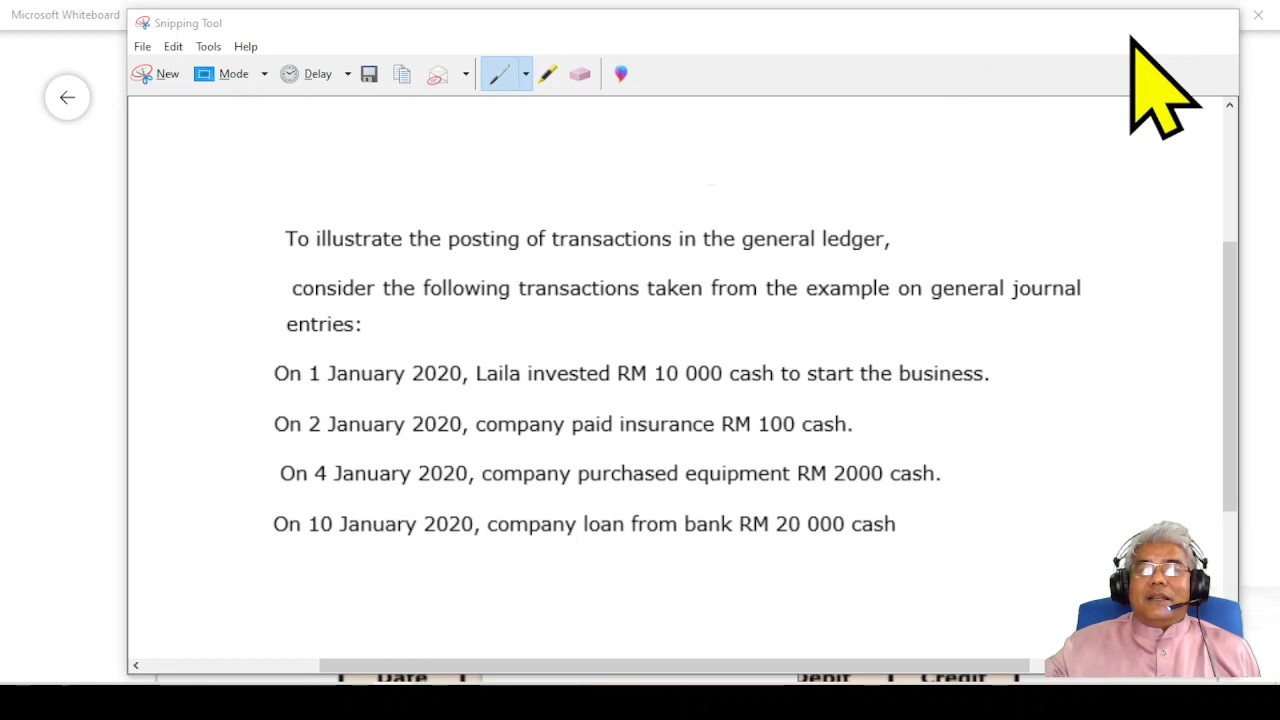 Microsoft Whiteboard
Snipping Tool
File Edit Tools Help
New Mode Delay
To illustrate the posting of transactions in the general ledger,
consider the following transactions taken from the example on general journal
entries:
On 1 January 2020, Laila invested RM 10 000 cash to start the business.
On 2 January 2020, company paid insurance RM 100 cash.
On 4 January 2020, company purchased equipment RM 2000 cash.
On 10 January 2020, company loan from bank RM 20 000 cash
Date Debit Credit